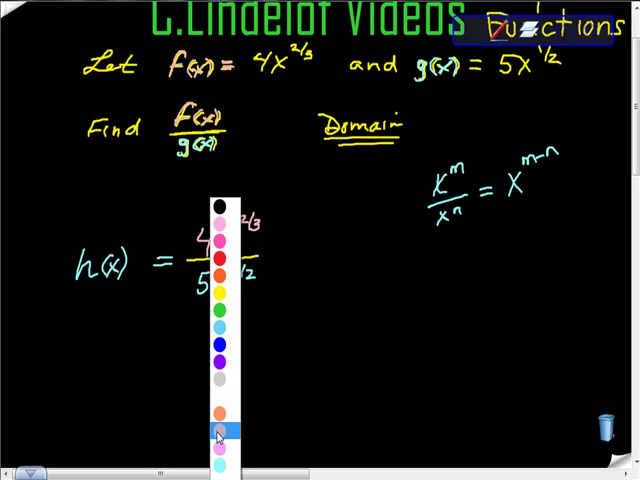 C.Lindelof Videos
Functions
Let f(x) = 4x^2/3 and g(x) = 5x^1/2
Find f(x)/g(x) Domain
x^m/x^n = x^m-n
h(x) = 4 2/3 / 5 1/2